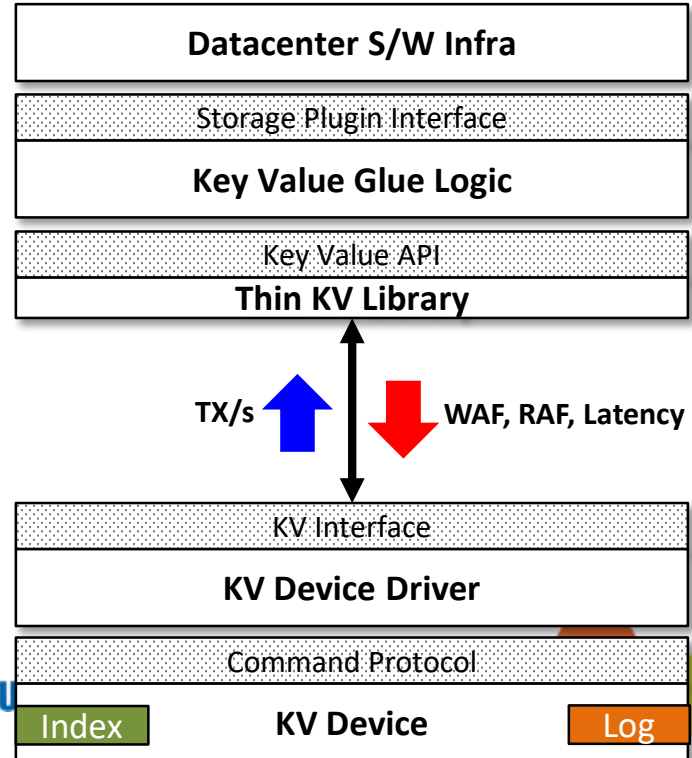 Datacenter S/W Infra
Storage Plugin Interface
Key Value Glue Logic
Key Value API
Thin KV Library
TX/s
WAF, RAF, Latency
KV Interface
KV Device Driver
Command Protocol
Index
KV Device
Log